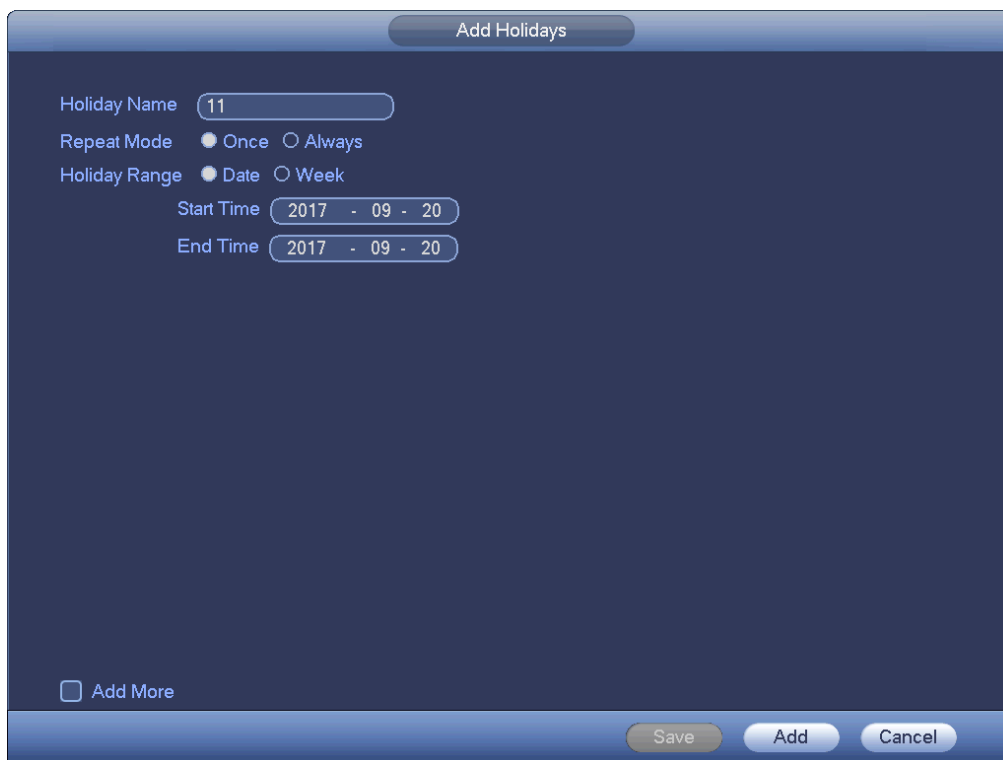 Add Holidays
Holiday Name 11
Repeat Mode Once Always
Holiday Range Date Week
Start Time 2017 - 09 - 20
End Time 2017 - 09 - 20
Add More
Save Add Cancel